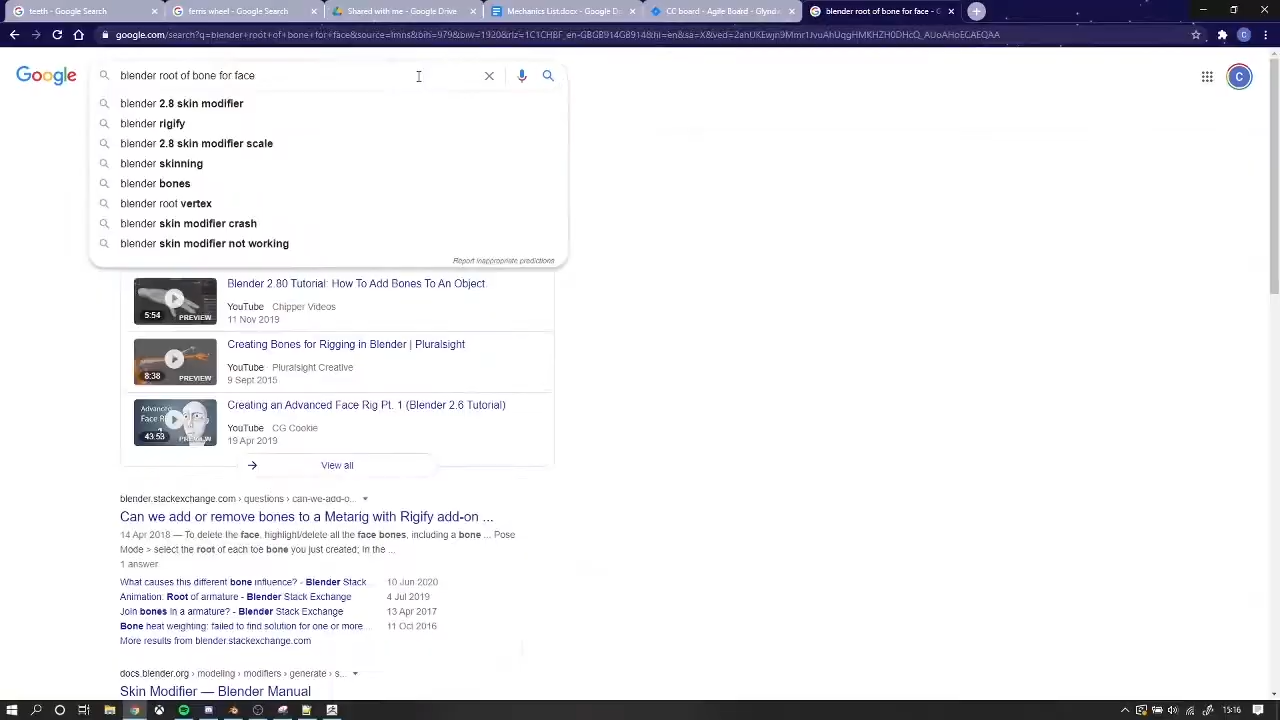 teeth - Google Search
ferris wheel - Google Search
Shared with me - Google Drive
Mechanics List.docx - Google Do
CC board - Agile Board - Glyndw
blender root of bone for face - G
google.com/search?q=blender+root+of+bone+for+face&source=lmns&bih=979&biw=1920&rlz=1C1CHBF_en-GBGB914GB914&hl=en&sa=X&ved=2ahUKEwjn9Mmr1JvuAhUqgHMKHZH0DHcQ_AUoAHoECAEQAA
C
Google
blender root of bone for face
C
blender 2.8 skin modifier
blender rigify
blender 2.8 skin modifier scale
blender skinning
blender bones
blender root vertex
blender skin modifier crash
blender skin modifier not working
Report inappropriate predictions
Blender 2.80 Tutorial: How To Add Bones To An Object.
YouTube · Chipper Videos
11 Nov 2019
5:54
PREVIEW
Creating Bones for Rigging in Blender | Pluralsight
YouTube · Pluralsight Creative
9 Sept 2015
8:38
PREVIEW
Creating an Advanced Face Rig Pt. 1 (Blender 2.6 Tutorial)
YouTube · CG Cookie
19 Apr 2019
Advanced
Face Ri
43:53
PREVIEW
View all
blender.stackexchange.com › questions › can-we-add-o...
Can we add or remove bones to a Metarig with Rigify add-on ...
14 Apr 2018 — To delete the face, highlight/delete all the face bones, including a bone ... Pose
Mode > select the root of each toe bone you just created; In the ...
1 answer
What causes this different bone influence? - Blender Stack... 10 Jun 2020
Animation: Root of armature - Blender Stack Exchange 4 Jul 2019
Join bones in a armature? - Blender Stack Exchange 13 Apr 2017
Bone heat weighting: failed to find solution for one or more... 11 Oct 2016
More results from blender.stackexchange.com
docs.blender.org › modeling › modifiers › generate › s...
Skin Modifier — Blender Manual
15:16